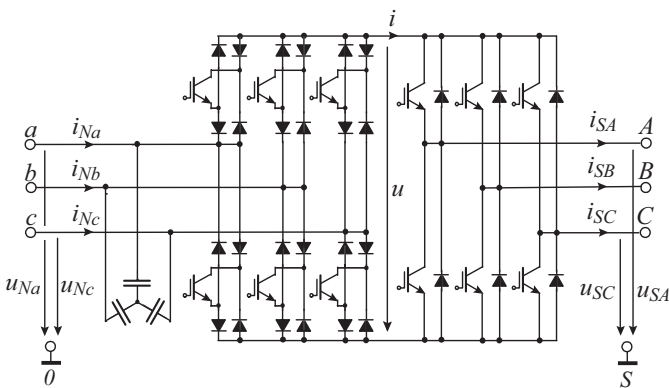 i
a
i_Na
i_SA
A
b
i_Nb
u
i_SB
B
c
i_Nc
i_SC
C
u_Na
u_Nc
u_SC
u_SA
0
S